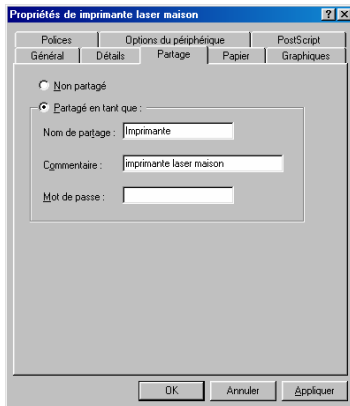 Propriétés de imprimante laser maison
Polices Options du périphérique PostScript
Général Détails Partage Papier Graphiques
Non partagé
Partagé en tant que :
Nom de partage : Imprimante
Commentaire : imprimante laser maison
Mot de passe :
OK Annuler Appliquer